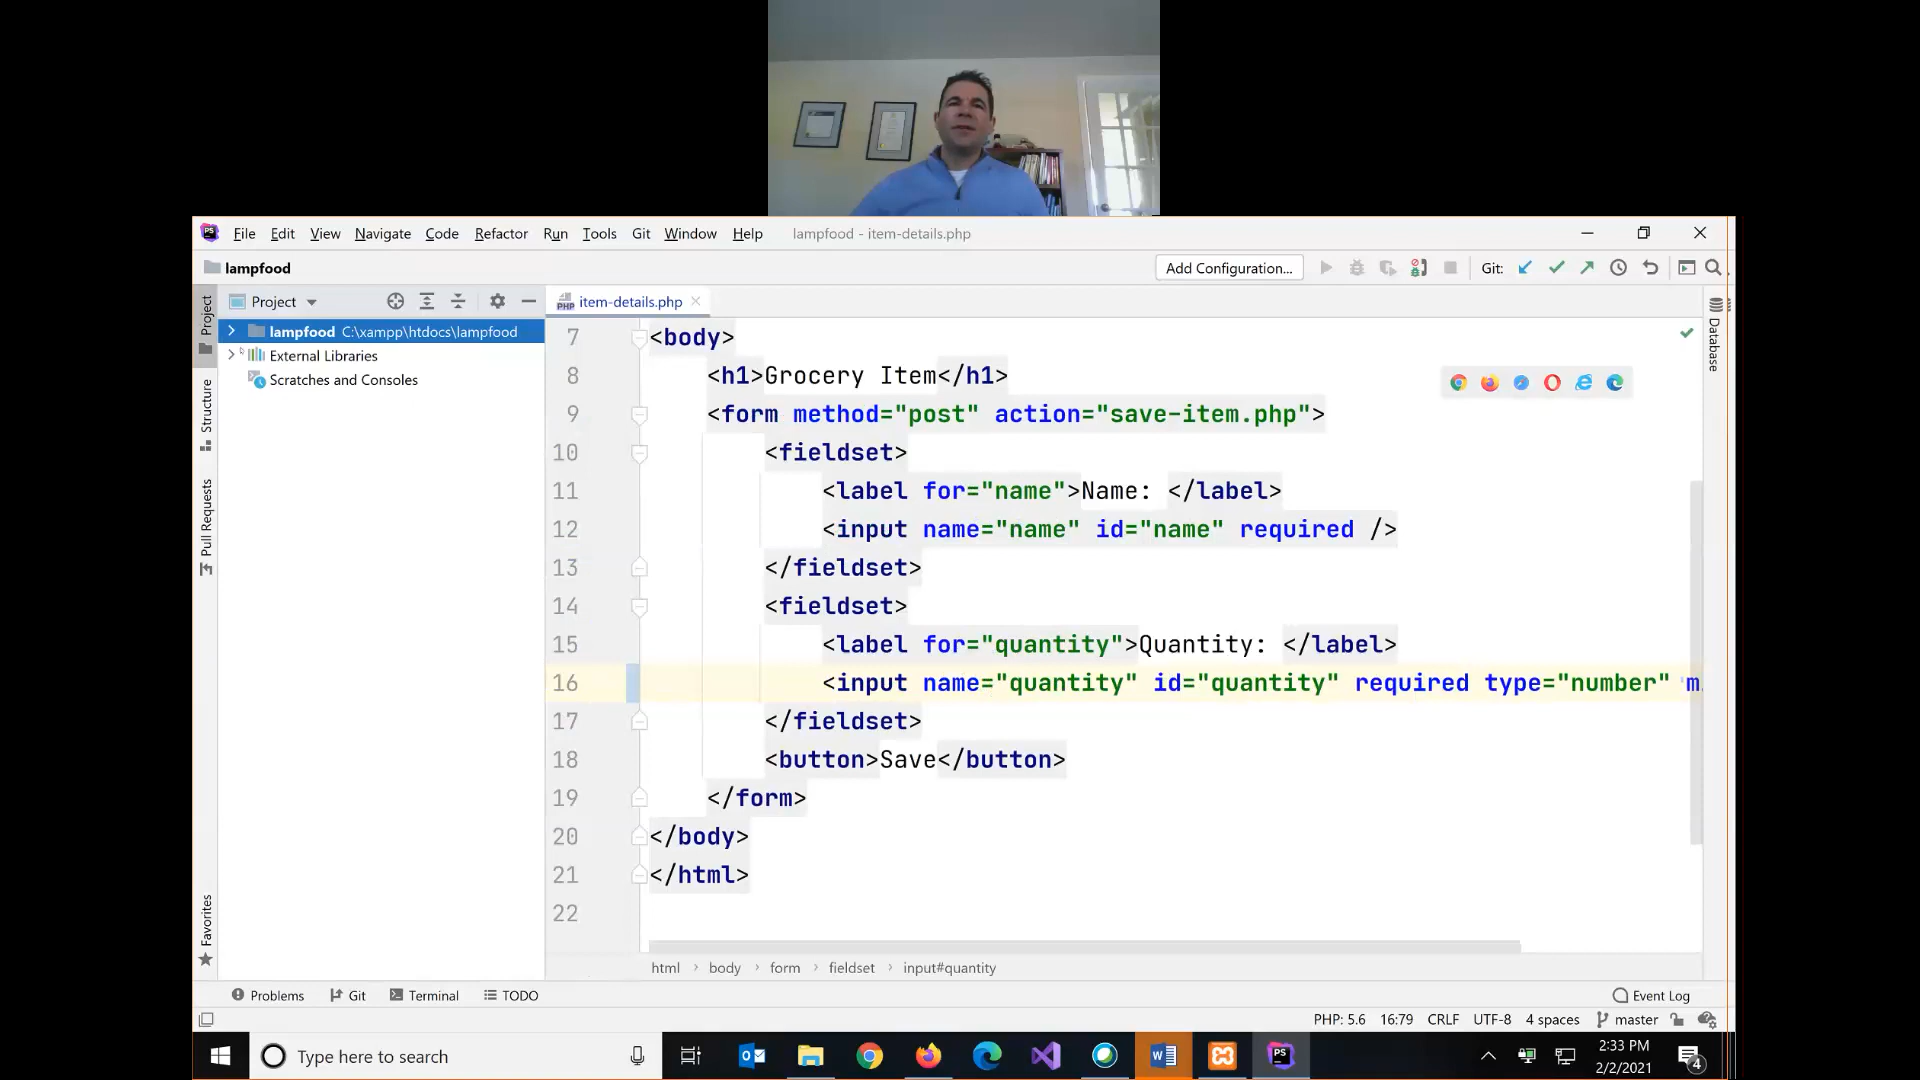 File Edit View Navigate Code Refactor Run Tools Git Window Help lampfood - item-details.php
lampfood
Add Configuration... Git:
Project
item-details.php
lampfood C:\xampp\htdocs\lampfood
External Libraries
Scratches and Consoles
Project
Structure
Pull Requests
Favorites
7 <body>
8 <h1>Grocery Item</h1>
9 <form method="post" action="save-item.php">
10 <fieldset>
11 <label for="name">Name: </label>
12 <input name="name" id="name" required />
13 </fieldset>
14 <fieldset>
15 <label for="quantity">Quantity: </label>
16 <input name="quantity" id="quantity" required type="number" m
17 </fieldset>
18 <button>Save</button>
19 </form>
20 </body>
21 </html>
22
Database
html › body › form › fieldset › input#quantity
Problems Git Terminal TODO
Event Log
PHP: 5.6 16:79 CRLF UTF-8 4 spaces master
Type here to search
2:33 PM
2/2/2021
4